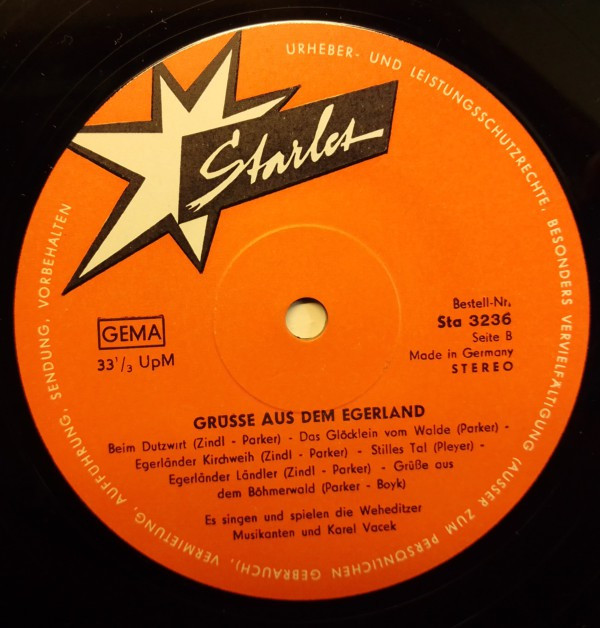 URHEBER- UND LEISTUNGSSCHUTZRECHTE, BESONDERS VERVIELFÄLTIGUNG (AUSSER ZUM PERSÖNLICHEN GEBRAUCH), VERMIETUNG, AUFFÜHRUNG, SENDUNG, VORBEHALTEN
Starlet
GEMA
33 1/3 UpM
Bestell-Nr.
Sta 3236
Seite B
Made in Germany
STEREO
GRÜSSE AUS DEM EGERLAND
Beim Dutzwirt (Zindl - Parker) - Das Glöcklein vom Walde (Parker) -
Egerländer Kirchweih (Zindl - Parker) - Stilles Tal (Pleyer) -
Egerländer Ländler (Zindl - Parker) - Grüße aus
dem Böhmerwald (Parker - Boyk)
Es singen und spielen die Weheditzer
Musikanten und Karel Vacek